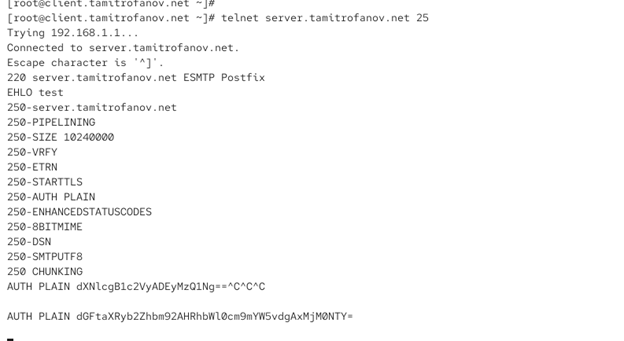 [root@client.tamitrofanov.net ~]#
[root@client.tamitrofanov.net ~]# telnet server.tamitrofanov.net 25
Trying 192.168.1.1...
Connected to server.tamitrofanov.net.
Escape character is '^]'.
220 server.tamitrofanov.net ESMTP Postfix
EHLO test
250-server.tamitrofanov.net
250-PIPELINING
250-SIZE 10240000
250-VRFY
250-ETRN
250-STARTTLS
250-AUTH PLAIN
250-ENHANCEDSTATUSCODES
250-8BITMIME
250-DSN
250-SMTPUTF8
250 CHUNKING
AUTH PLAIN dXNlcgB1c2VyADEyMzQ1Ng==^C^C^C
AUTH PLAIN dGFtaXRyb2Zhbm92AHRhbWl0cm9mYW5vdgAxMjM0NTY=